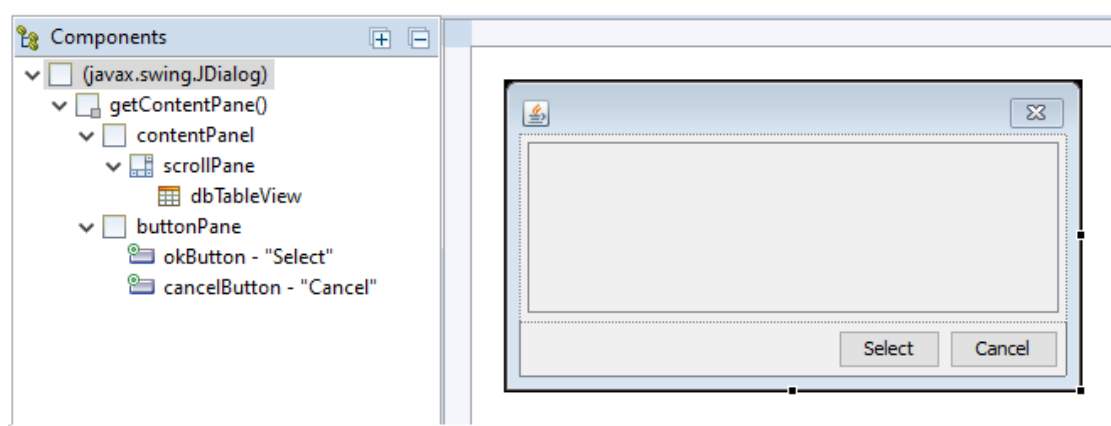 Components
(javax.swing.JDialog)
getContentPane()
contentPanel
scrollPane
dbTableView
buttonPane
okButton - "Select"
cancelButton - "Cancel"
Select Cancel